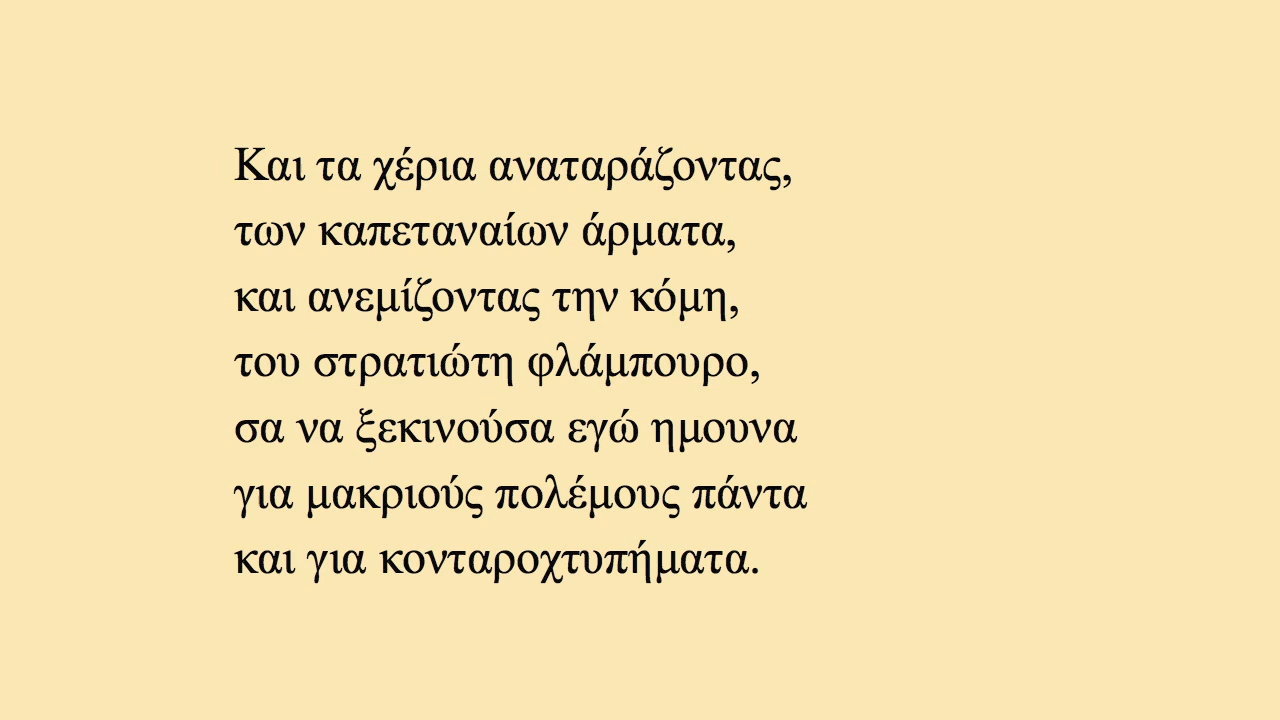 Και τα χέρια αναταράζοντας,
των καπεταναίων άρματα,
και ανεμίζοντας την κόμη,
του στρατιώτη φλάμπουρο,
σα να ξεκινούσα εγώ ημουνα
για μακριούς πολέμους πάντα
και για κονταροχτυπήματα.